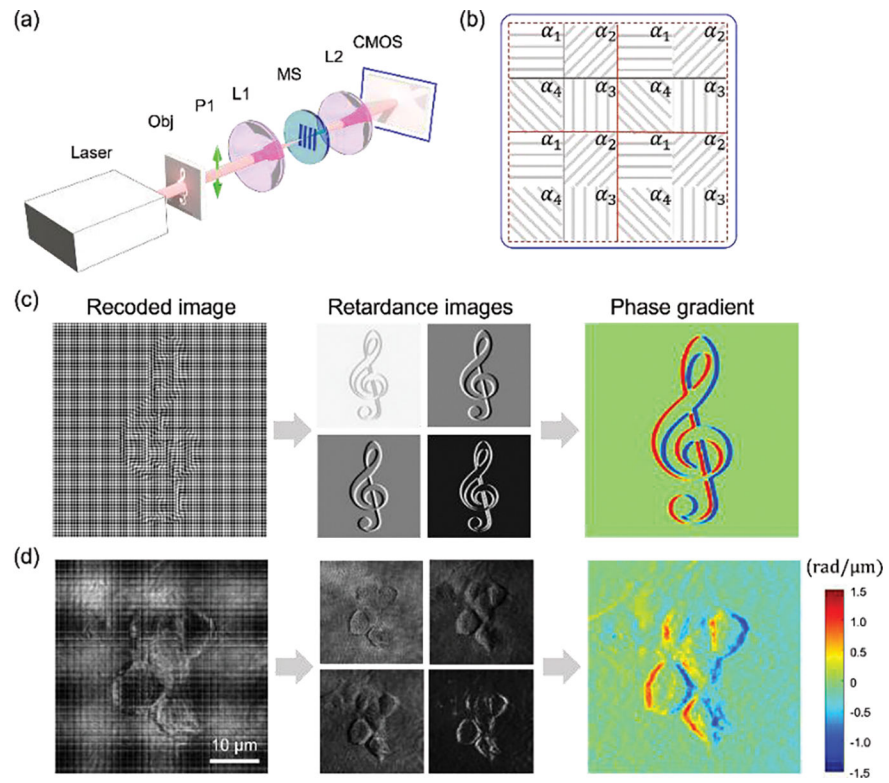 (a)
Laser
Obj
P1
L1
MS
L2
CMOS
(b)
α₁ α₂ α₁ α₂
α₄ α₃ α₄ α₃
α₁ α₂ α₁ α₂
α₄ α₃ α₄ α₃
(c)
Recoded image
Retardance images
Phase gradient
(d)
10 μm
(rad/μm)
1.5
1.0
0.5
0
-0.5
-1.0
-1.5